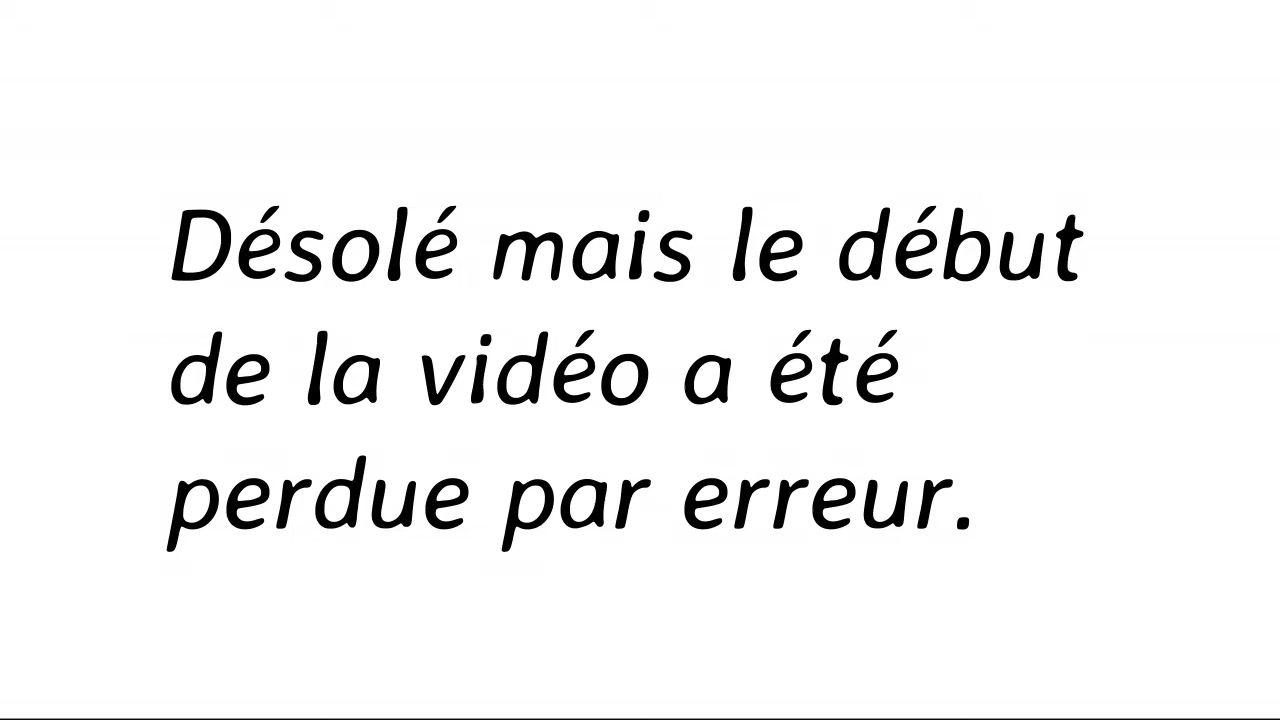 Désolé mais le début
de la vidéo a été
perdue par erreur.